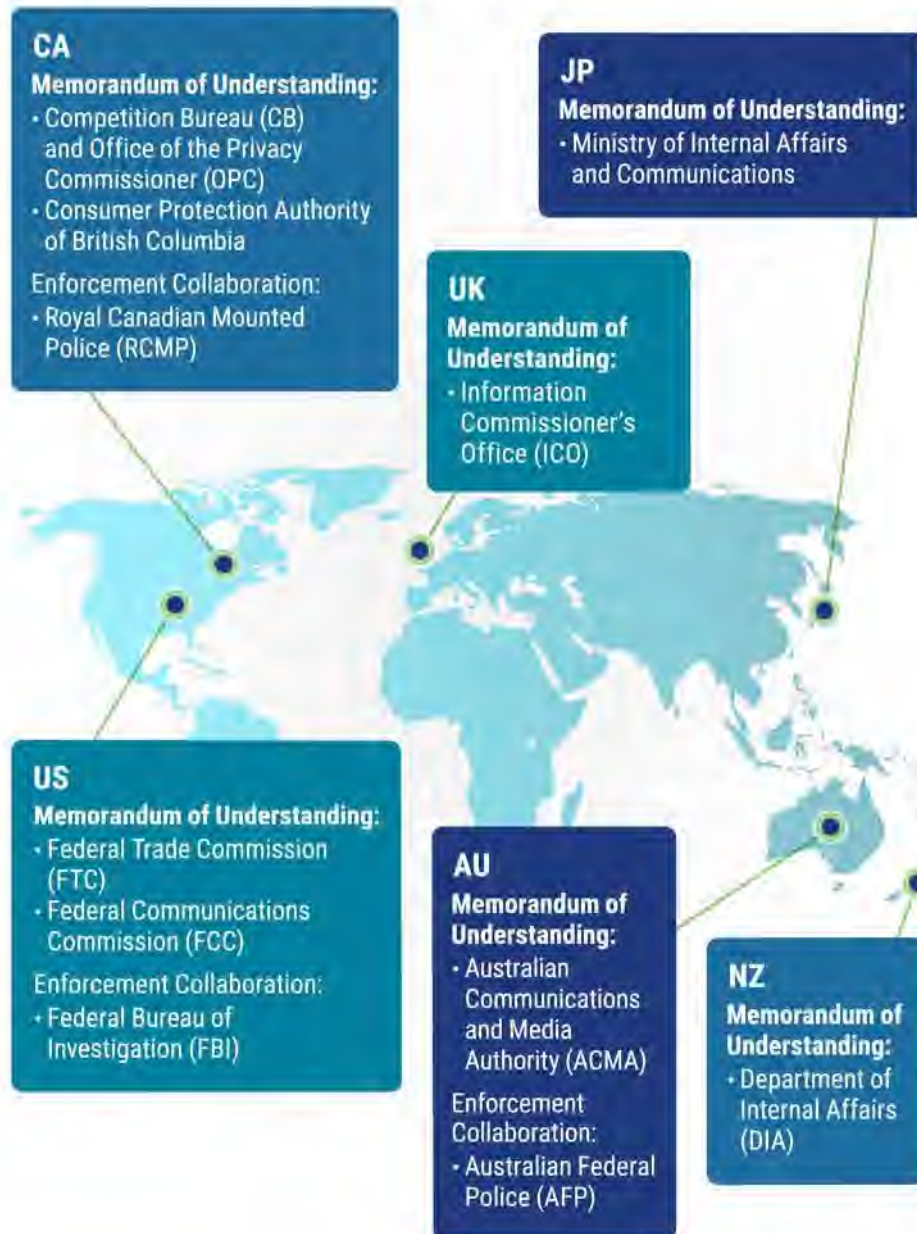 CA
Memorandum of Understanding:
• Competition Bureau (CB)
and Office of the Privacy
Commissioner (OPC)
• Consumer Protection Authority
of British Columbia
Enforcement Collaboration:
• Royal Canadian Mounted
Police (RCMP)
JP
Memorandum of Understanding:
• Ministry of Internal Affairs
and Communications
UK
Memorandum of
Understanding:
• Information
Commissioner's
Office (ICO)
US
Memorandum of Understanding:
• Federal Trade Commission
(FTC)
• Federal Communications
Commission (FCC)
Enforcement Collaboration:
• Federal Bureau of
Investigation (FBI)
AU
Memorandum of
Understanding:
• Australian
Communications
and Media
Authority (ACMA)
Enforcement
Collaboration:
• Australian Federal
Police (AFP)
NZ
Memorandum of
Understanding:
• Department of
Internal Affairs
(DIA)